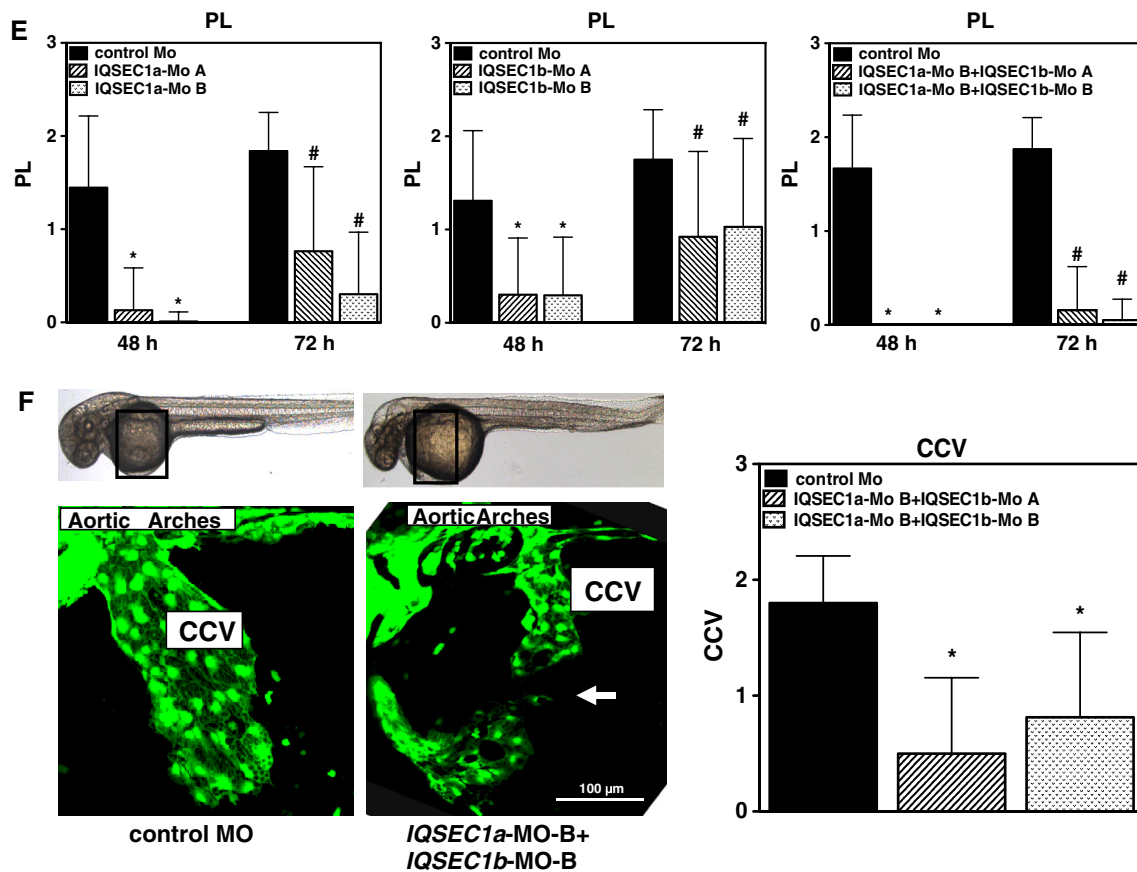 E
PL
control Mo
IQSEC1a-Mo A
IQSEC1a-Mo B
3
2
1
0
PL
*
*
#
#
48 h
72 h
PL
control Mo
IQSEC1b-Mo A
IQSEC1b-Mo B
3
2
1
0
PL
*
*
#
#
48 h
72 h
PL
control Mo
IQSEC1a-Mo B+IQSEC1b-Mo A
IQSEC1a-Mo B+IQSEC1b-Mo B
3
2
1
0
PL
*
*
#
#
48 h
72 h
F
Aortic Arches
CCV
control MO
AorticArches
CCV
100 µm
IQSEC1a-MO-B+
IQSEC1b-MO-B
CCV
control Mo
IQSEC1a-Mo B+IQSEC1b-Mo A
IQSEC1a-Mo B+IQSEC1b-Mo B
3
2
1
0
CCV
*
*